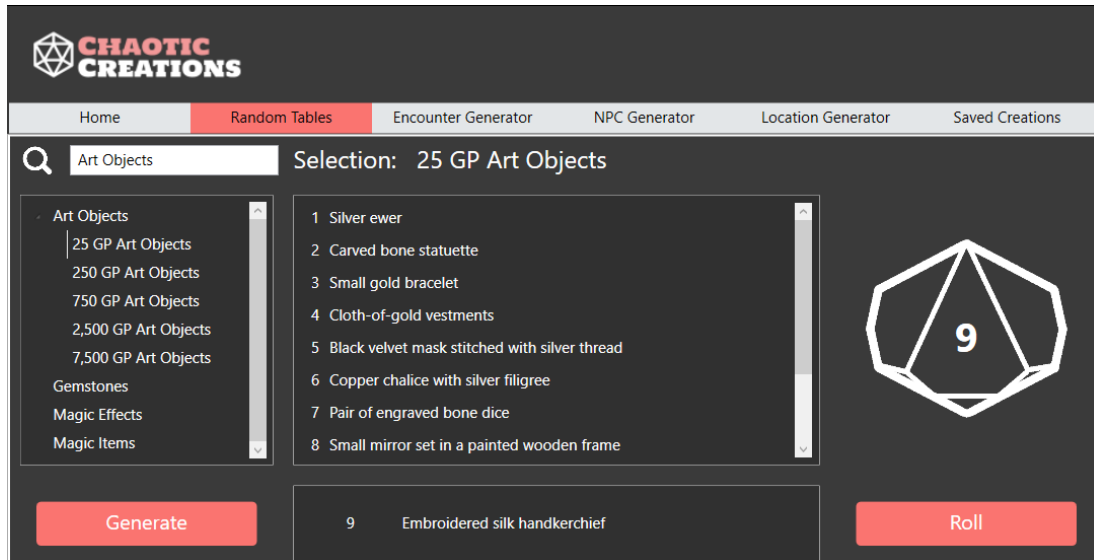 CHAOTIC
CREATIONS
Home Random Tables Encounter Generator NPC Generator Location Generator Saved Creations
Art Objects
Selection: 25 GP Art Objects
Art Objects
25 GP Art Objects
250 GP Art Objects
750 GP Art Objects
2,500 GP Art Objects
7,500 GP Art Objects
Gemstones
Magic Effects
Magic Items
1 Silver ewer
2 Carved bone statuette
3 Small gold bracelet
4 Cloth-of-gold vestments
5 Black velvet mask stitched with silver thread
6 Copper chalice with silver filigree
7 Pair of engraved bone dice
8 Small mirror set in a painted wooden frame
9
Generate
9 Embroidered silk handkerchief
Roll